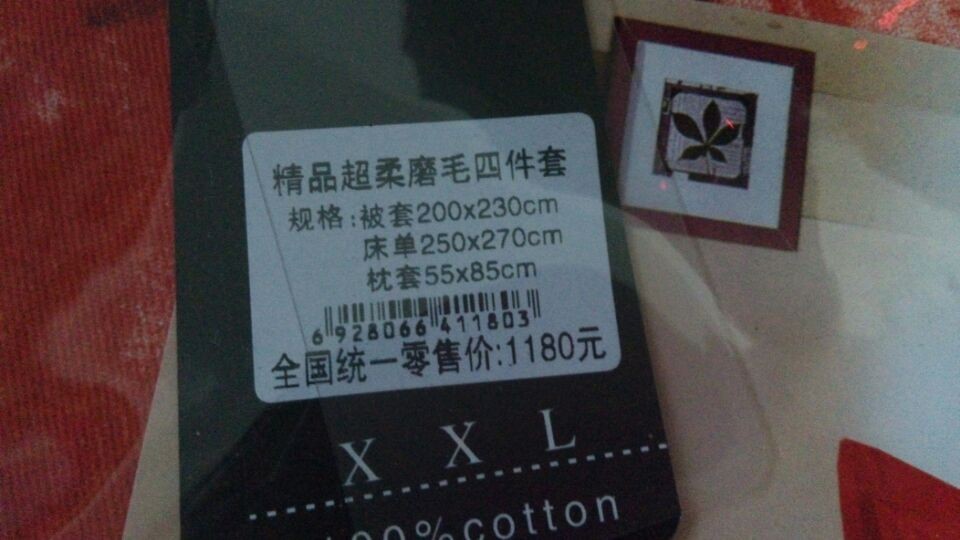 精品超柔磨毛四件套
规格:被套200x230cm
床单250x270cm
枕套55x85cm
6 928066 411803
全国统一零售价:1180元
X X L
100%cotton